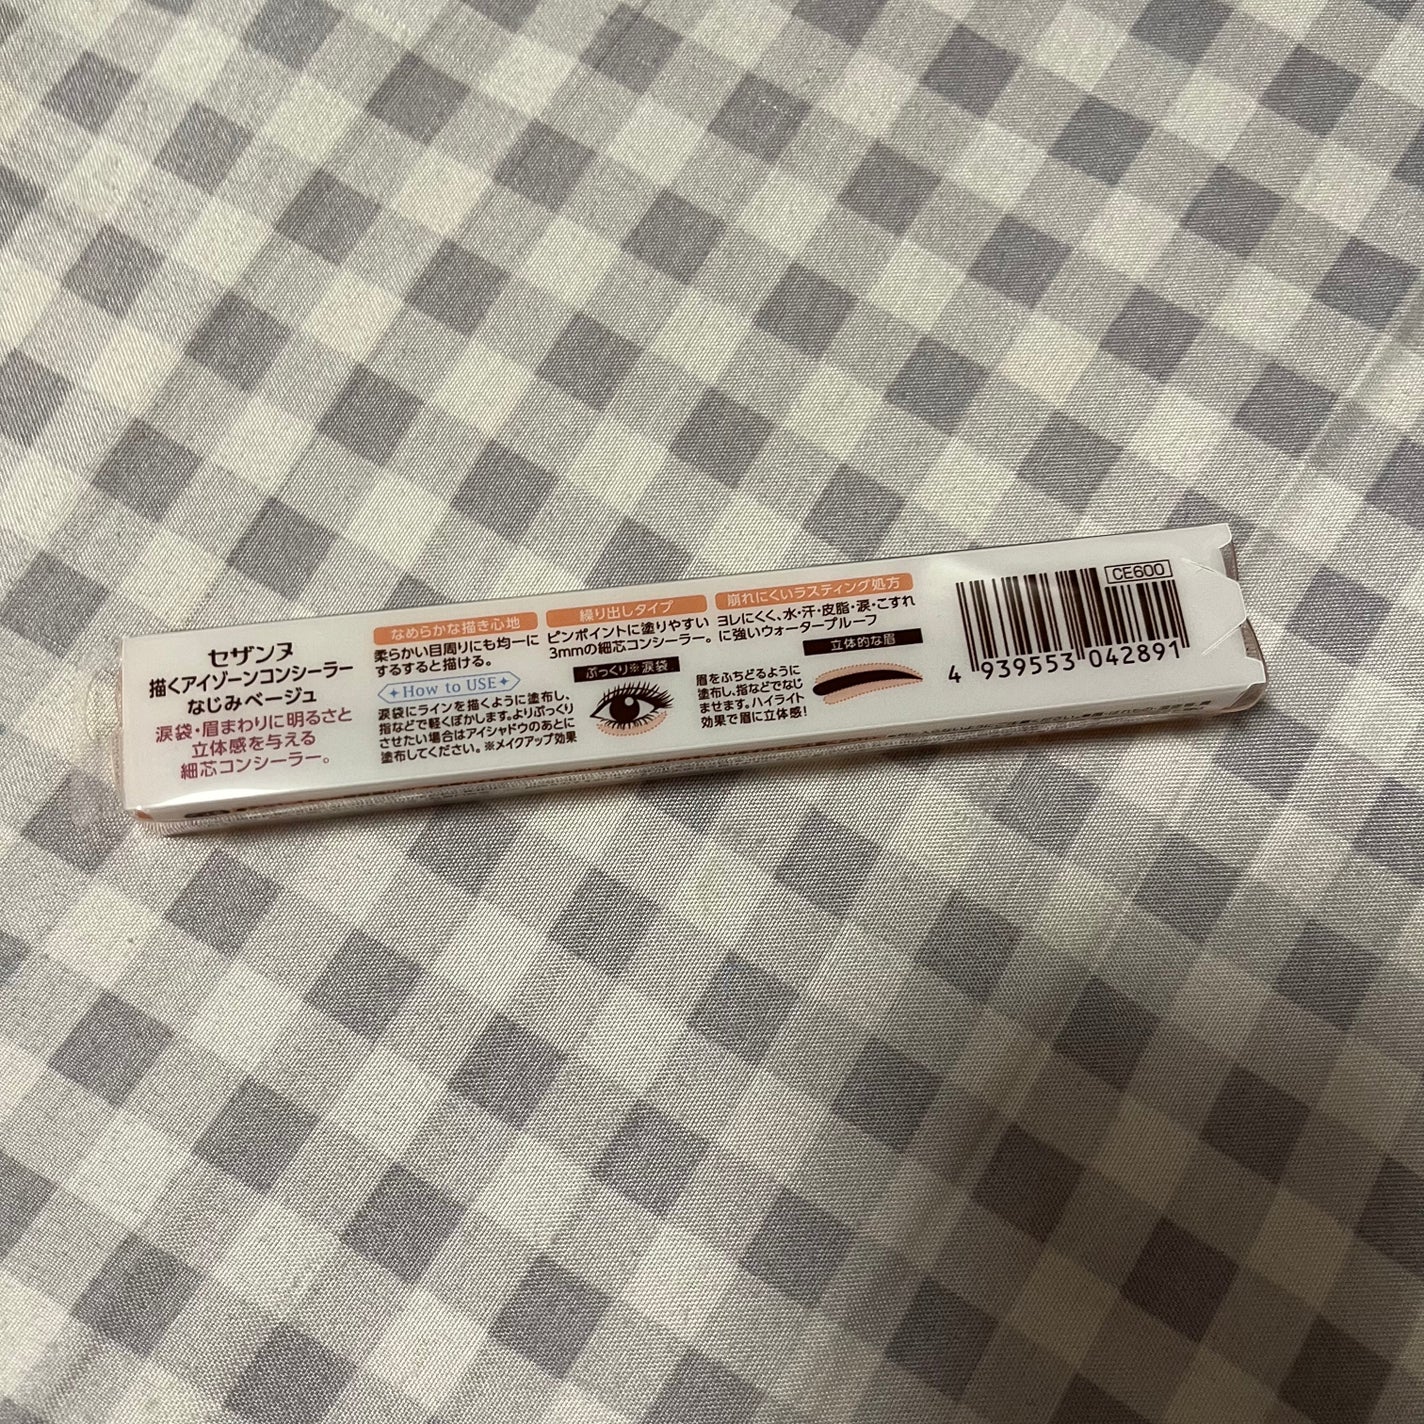 セザンヌ
描くアイゾーンコンシーラー
なじみベージュ
涙袋・眉まわりに明るさと
立体感を与える
細芯コンシーラー。
なめらかな描き心地
柔らかい目周りにも均一に
するすると描ける。
繰り出しタイプ
ピンポイントに塗りやすい
3mmの細芯コンシーラー。
崩れにくいラスティング処方
ヨレにくく、水・汗・皮脂・涙・こすれ
に強いウォータープルーフ
How to USE
涙袋にラインを描くように塗布し、
指などで軽くぼかします。よりぷっくり
させたい場合はアイシャドウのあとに
塗布してください。※メイクアップ効果
ぷっくり※涙袋
眉をふちどるように
塗布し、指などでなじ
ませます。ハイライト
効果で眉に立体感！
立体的な眉
CE600
4 939553 042891